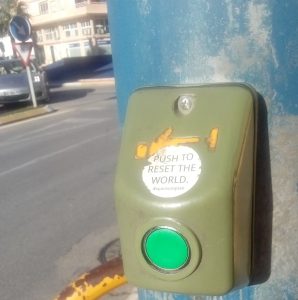 PUSH TO
RESET THE
WORLD.